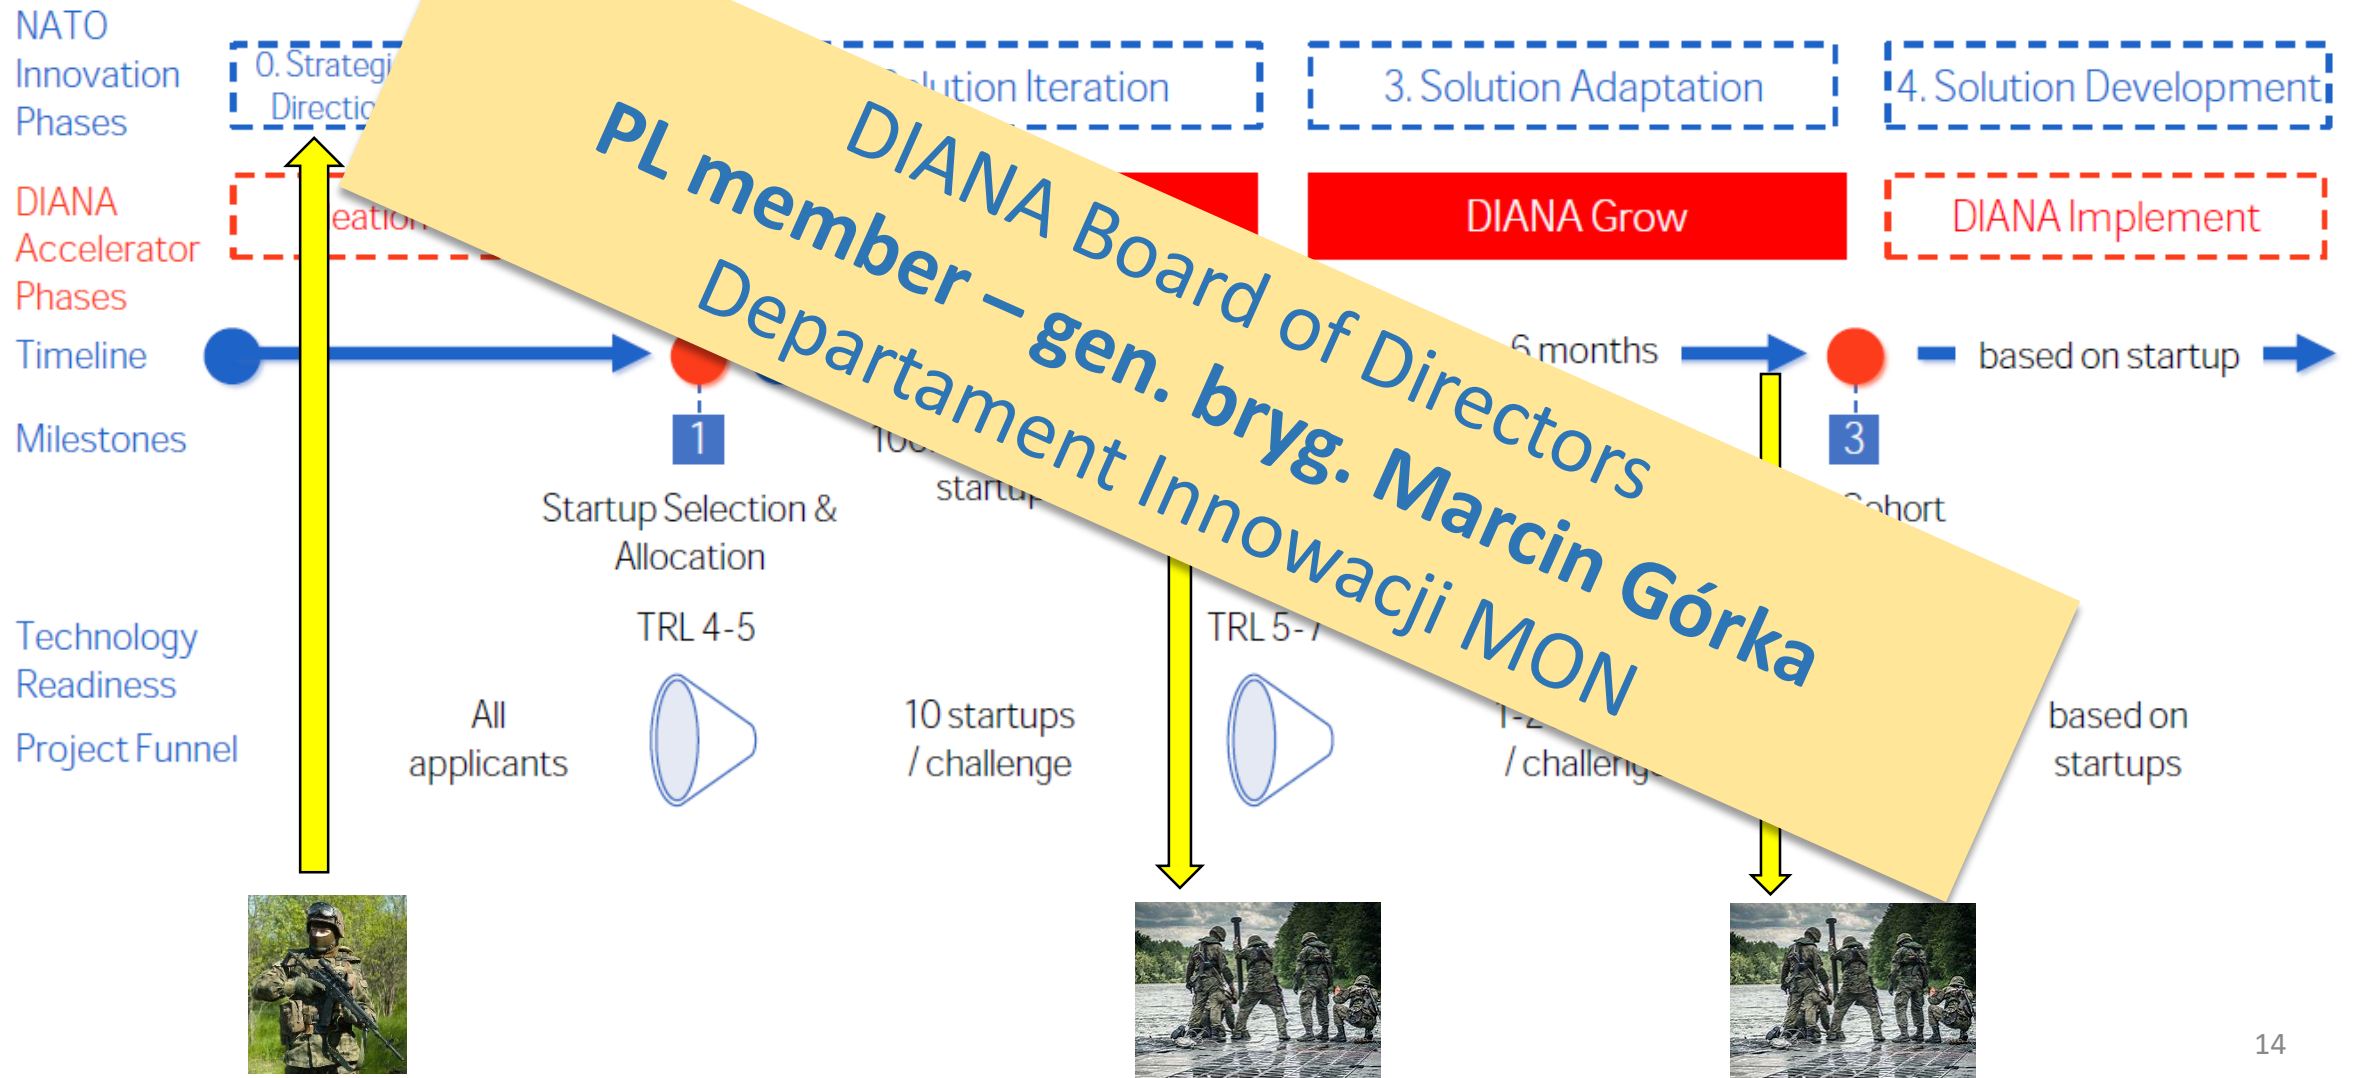 NATO
Innovation
Phases
0. Strategi
Directio
lution Iteration
3. Solution Adaptation
4. Solution Development
DIANA
Accelerator
Phases
eation
DIANA Grow
DIANA Implement
DIANA Board of Directors
PL member – gen. bryg. Marcin Górka
Departament Innowacji MON
Timeline
6 months
based on startup
Milestones
1
3
Startup Selection &
Allocation
startup
Cohort
Technology
Readiness
TRL 4-5
TRL 5-7
Project Funnel
All
applicants
10 startups
/ challenge
/ challenge
based on
startups
14